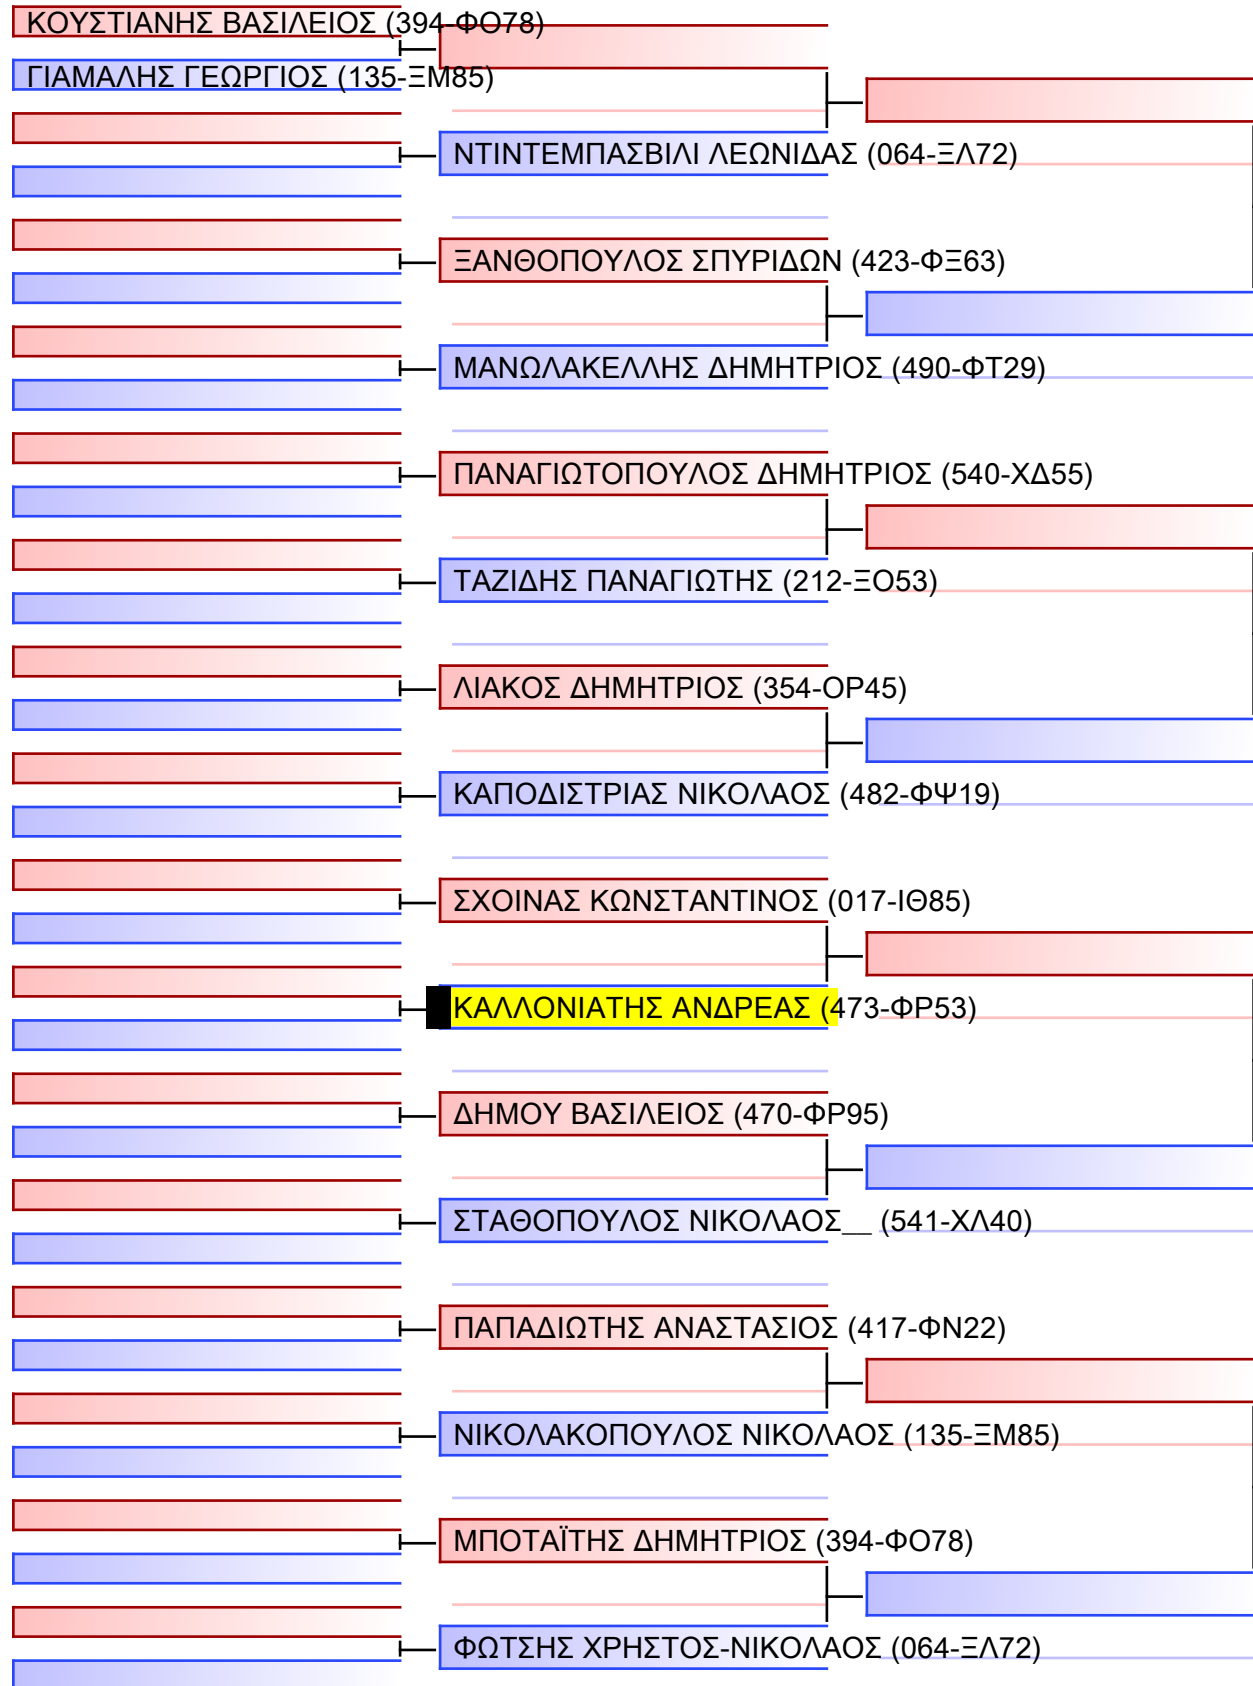 ΚΟΥΣΤΙΑΝΗΣ ΒΑΣΙΛΕΙΟΣ (394-ΦΟ78)
ΓΙΑΜΑΛΗΣ ΓΕΩΡΓΙΟΣ (135-ΞΜ85)
ΝΤΙΝΤΕΜΠΑΣΒΙΛΙ ΛΕΩΝΙΔΑΣ (064-ΞΛ72)
ΞΑΝΘΟΠΟΥΛΟΣ ΣΠΥΡΙΔΩΝ (423-ΦΞ63)
ΜΑΝΩΛΑΚΕΛΛΗΣ ΔΗΜΗΤΡΙΟΣ (490-ΦΤ29)
ΠΑΝΑΓΙΩΤΟΠΟΥΛΟΣ ΔΗΜΗΤΡΙΟΣ (540-ΧΔ55)
ΤΑΖΙΔΗΣ ΠΑΝΑΓΙΩΤΗΣ (212-ΞΟ53)
ΛΙΑΚΟΣ ΔΗΜΗΤΡΙΟΣ (354-ΟΡ45)
ΚΑΠΟΔΙΣΤΡΙΑΣ ΝΙΚΟΛΑΟΣ (482-ΦΨ19)
ΣΧΟΙΝΑΣ ΚΩΝΣΤΑΝΤΙΝΟΣ (017-ΙΘ85)
ΚΑΛΛΟΝΙΑΤΗΣ ΑΝΔΡΕΑΣ (473-ΦΡ53)
ΔΗΜΟΥ ΒΑΣΙΛΕΙΟΣ (470-ΦΡ95)
ΣΤΑΘΟΠΟΥΛΟΣ ΝΙΚΟΛΑΟΣ__ (541-ΧΛ40)
ΠΑΠΑΔΙΩΤΗΣ ΑΝΑΣΤΑΣΙΟΣ (417-ΦΝ22)
ΝΙΚΟΛΑΚΟΠΟΥΛΟΣ ΝΙΚΟΛΑΟΣ (135-ΞΜ85)
ΜΠΟΤΑΪΤΗΣ ΔΗΜΗΤΡΙΟΣ (394-ΦΟ78)
ΦΩΤΣΗΣ ΧΡΗΣΤΟΣ-ΝΙΚΟΛΑΟΣ (064-ΞΛ72)